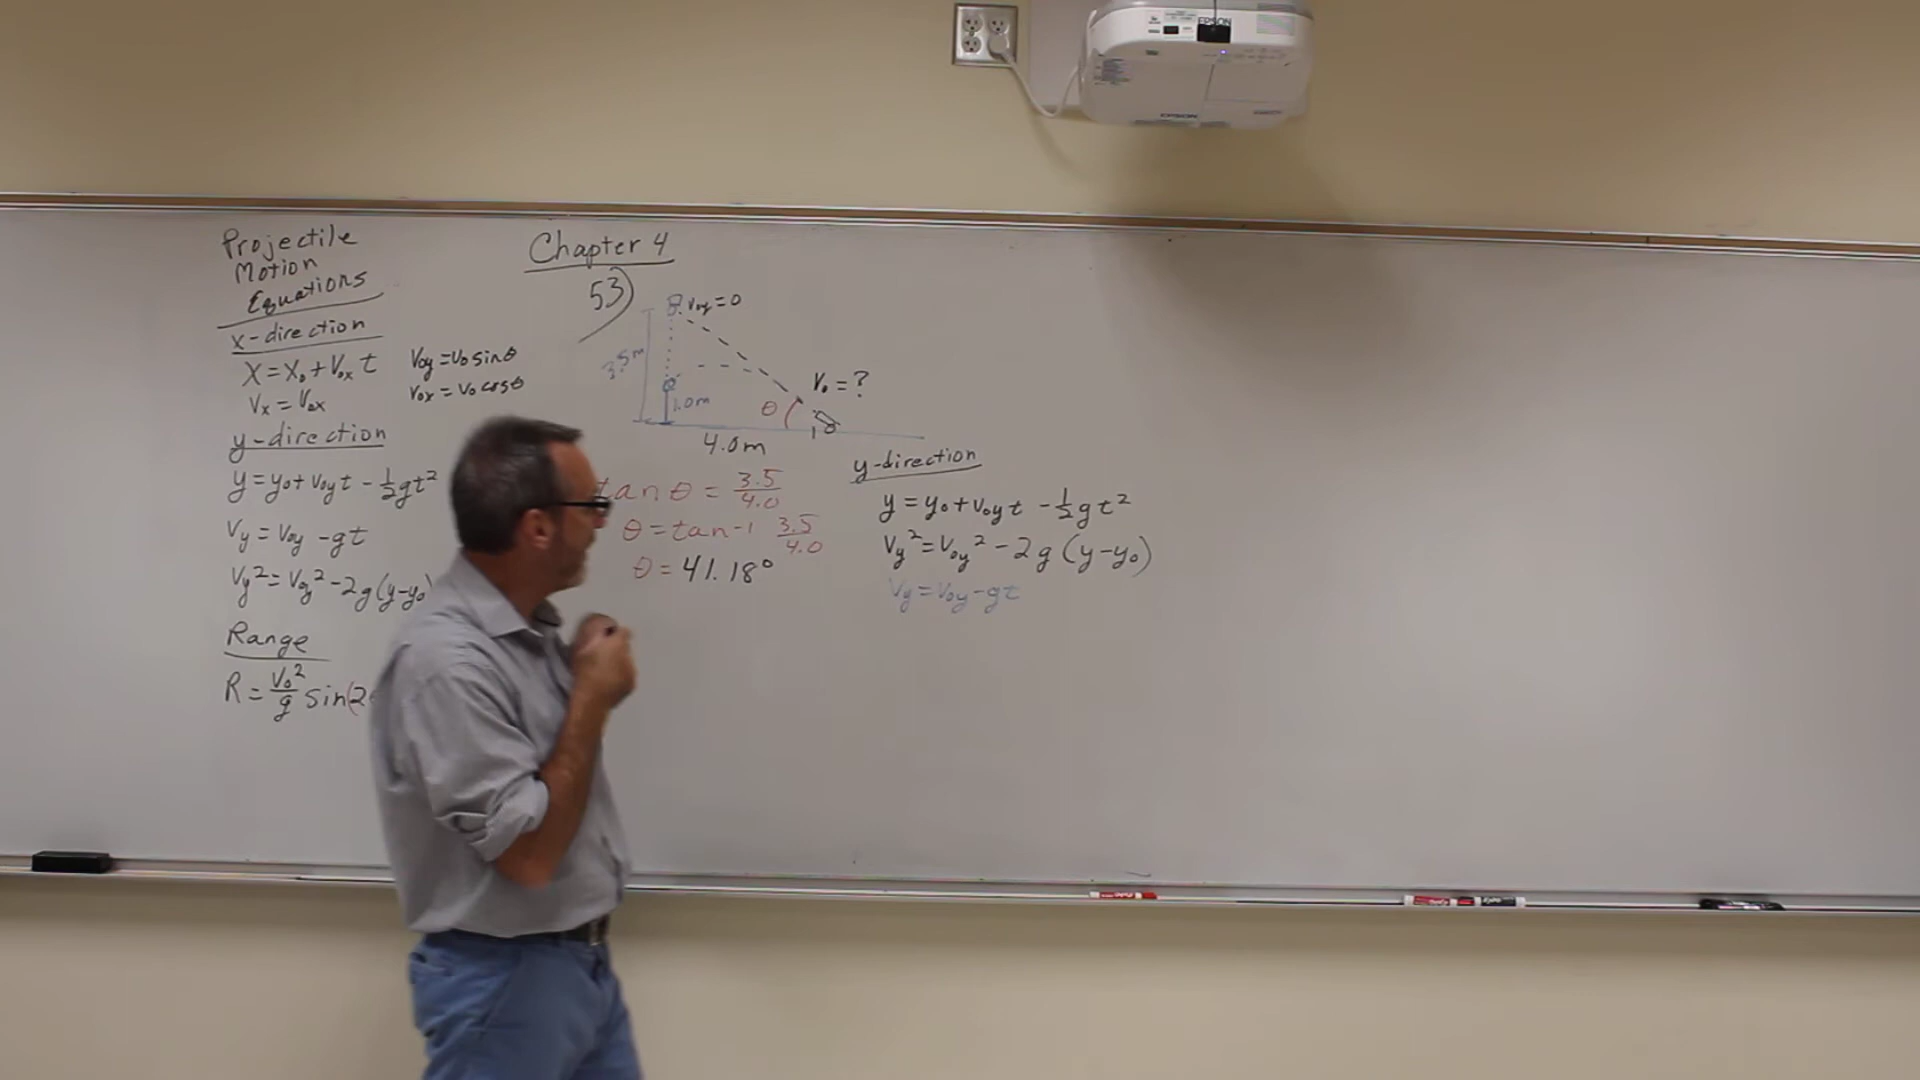 EPSON
Projectile
Motion
Equations
x-direction
X = X₀ + V₀ₓ t
Vₓ = V₀ₓ
V₀y = V₀ sinθ
V₀ₓ = V₀ cosθ
y-direction
y = y₀ + V₀y t - ½gt²
Vy = V₀y - gt
Vy² = V₀y² - 2g(y-y₀
Range
R = V₀²/g sin(2
Chapter 4
53)
V₀y = 0
3.5m
1.0m
V₀ = ?
θ
4.0m
tan θ = 3.5/4.0
θ = tan-1 3.5/4.0
θ = 41.18°
y-direction
y = y₀ + V₀y t - ½gt²
Vy² = V₀y² - 2g (y-y₀)
Vy = V₀y - gt